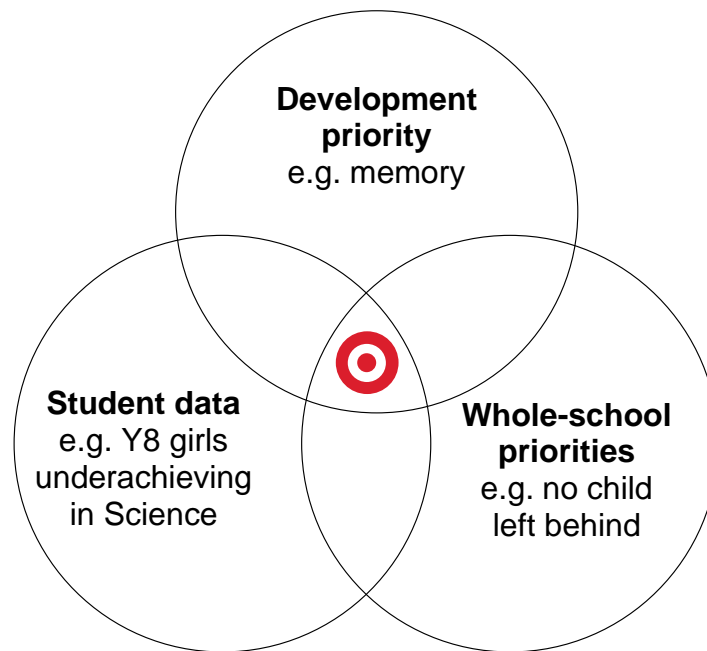 Development
priority
e.g. memory
Student data
e.g. Y8 girls
underachieving
in Science
Whole-school
priorities
e.g. no child
left behind